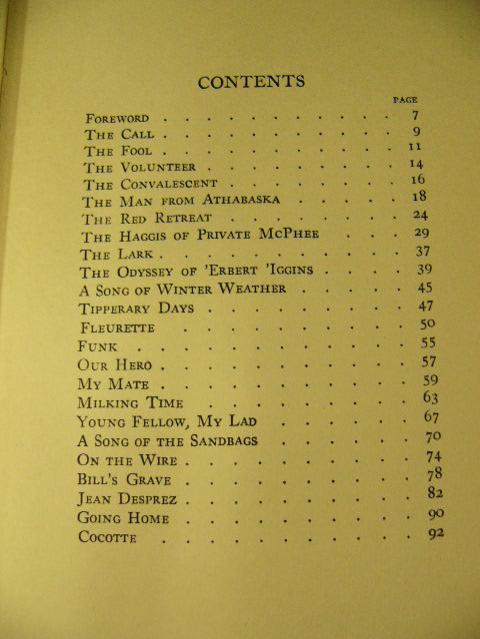 CONTENTS
PAGE
FOREWORD . . . . . . . . . . . 7
THE CALL . . . . . . . . . . . 9
THE FOOL . . . . . . . . . . . 11
THE VOLUNTEER . . . . . . . . . 14
THE CONVALESCENT . . . . . . . . 16
THE MAN FROM ATHABASKA . . . . . 18
THE RED RETREAT . . . . . . . . 24
THE HAGGIS OF PRIVATE MCPHEE . . . 29
THE LARK . . . . . . . . . . . 37
THE ODYSSEY OF 'ERBERT 'IGGINS . . . . 39
A SONG OF WINTER WEATHER . . . . . 45
TIPPERARY DAYS . . . . . . . . . 47
FLEURETTE . . . . . . . . . . 50
FUNK . . . . . . . . . . . . 55
OUR HERO . . . . . . . . . . . 57
MY MATE . . . . . . . . . . . 59
MILKING TIME . . . . . . . . . 63
YOUNG FELLOW, MY LAD . . . . . . 67
A SONG OF THE SANDBAGS . . . . . . 70
ON THE WIRE . . . . . . . . . . 74
BILL'S GRAVE . . . . . . . . . . 78
JEAN DESPREZ . . . . . . . . . . 82
GOING HOME . . . . . . . . . . 90
COCOTTE . . . . . . . . . . . 92